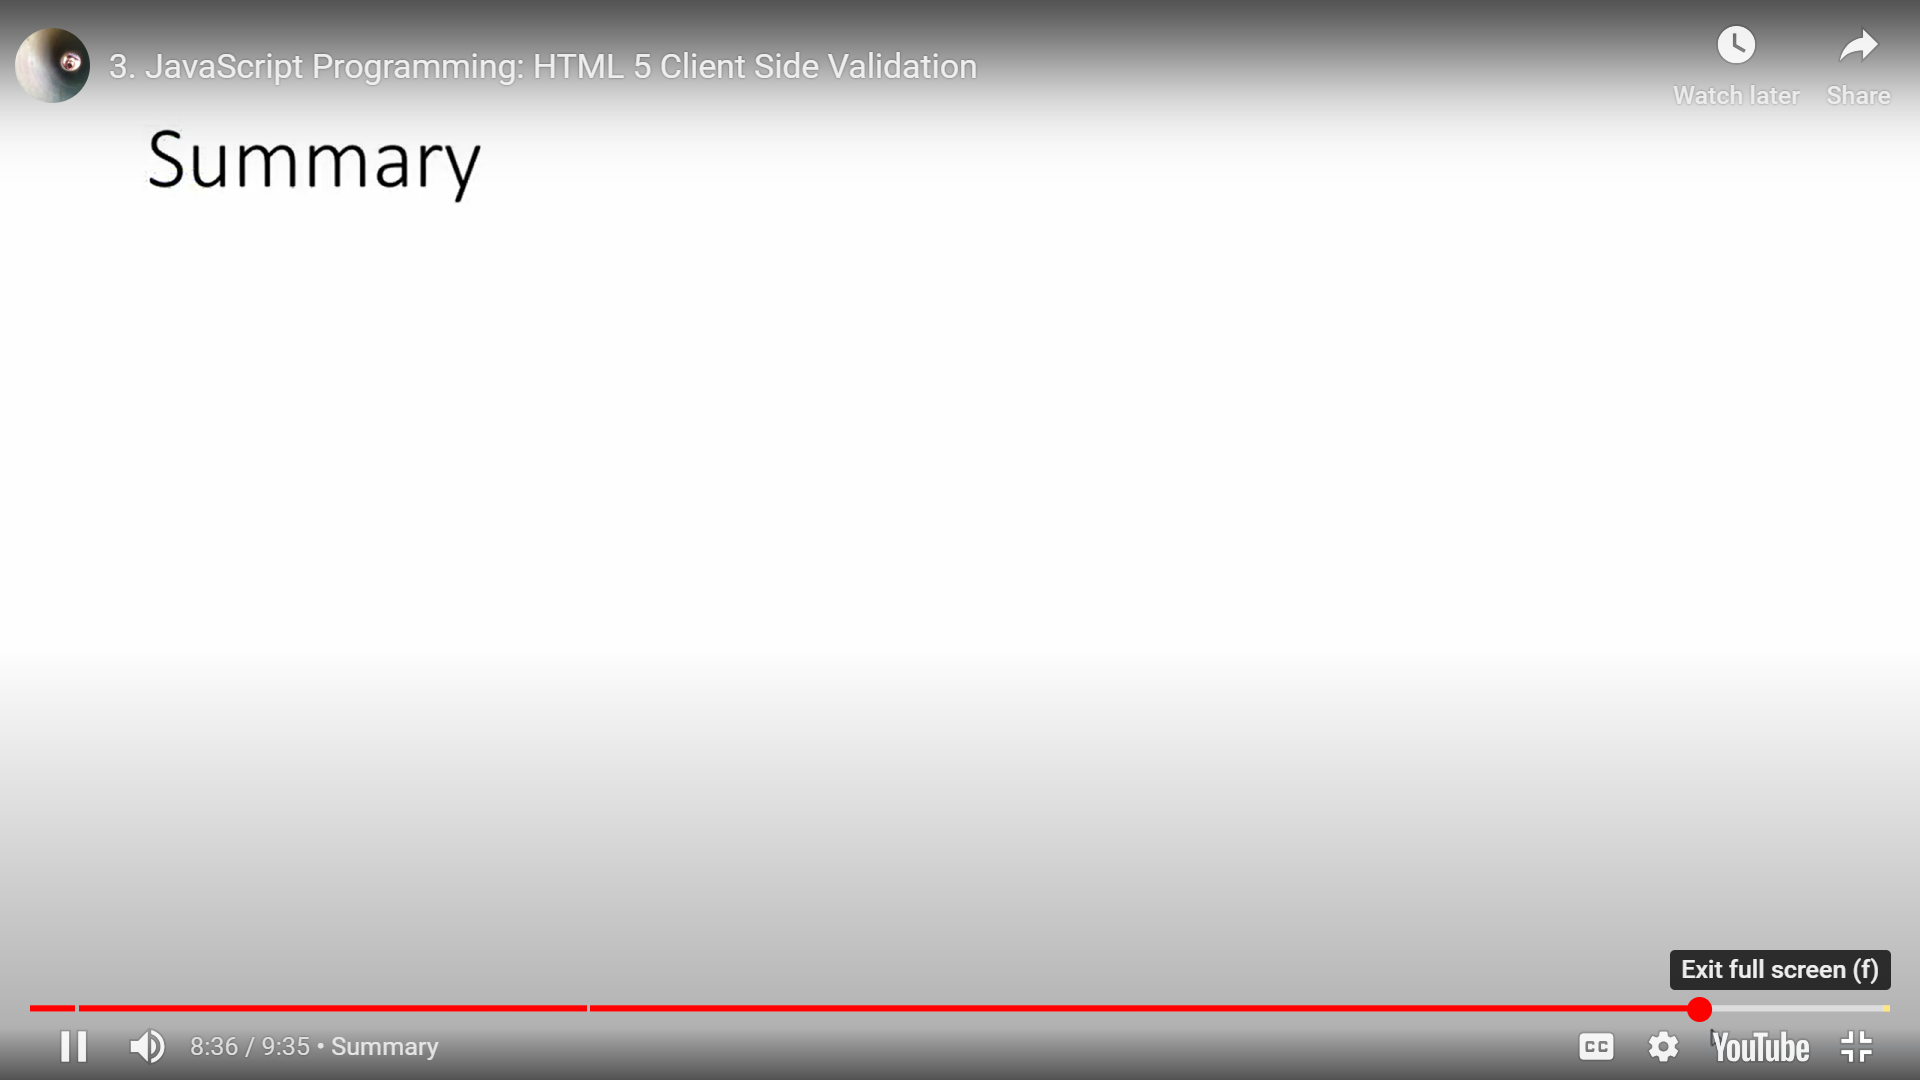 3. JavaScript Programming: HTML 5 Client Side Validation
Watch later
Share
Summary
Exit full screen (f)
8:36 / 9:35 • Summary
CC
YouTube